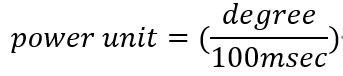 power unit = (degree/100msec)·